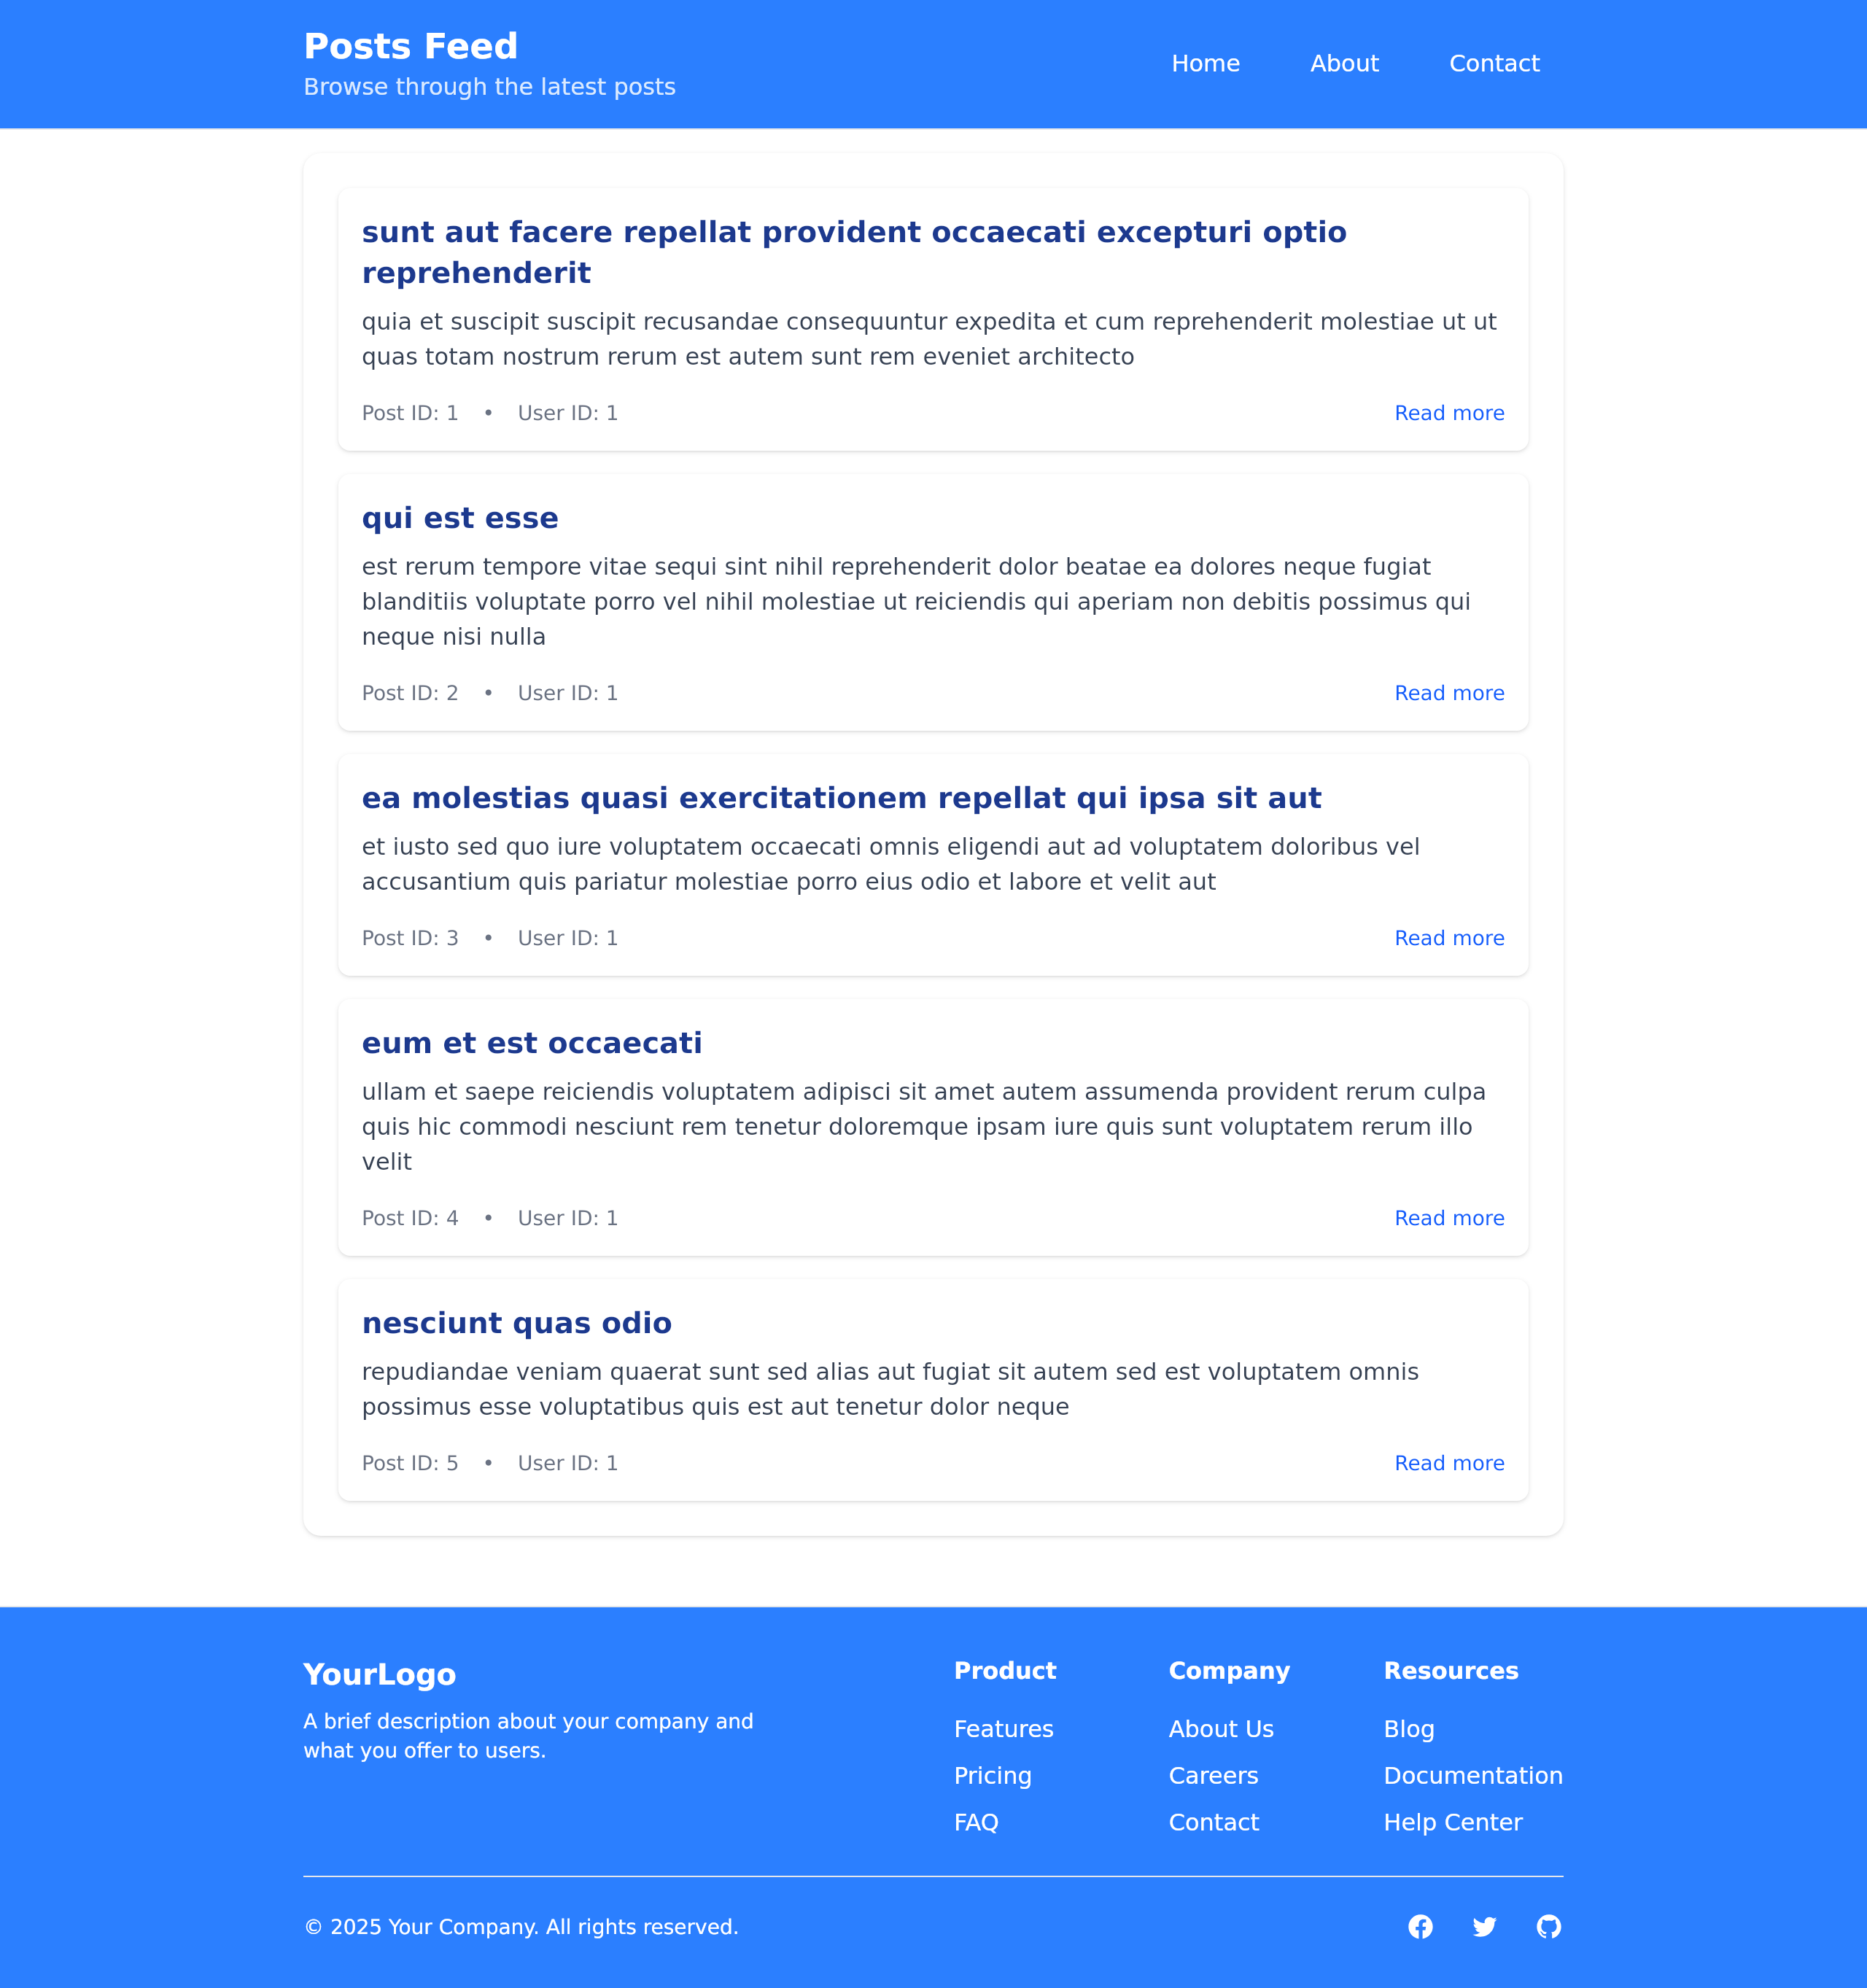 Posts Feed
Browse through the latest posts
Home
About
Contact
sunt aut facere repellat provident occaecati excepturi optio
reprehenderit
quia et suscipit suscipit recusandae consequuntur expedita et cum reprehenderit molestiae ut ut
quas totam nostrum rerum est autem sunt rem eveniet architecto
Post ID: 1 • User ID: 1
Read more
qui est esse
est rerum tempore vitae sequi sint nihil reprehenderit dolor beatae ea dolores neque fugiat
blanditiis voluptate porro vel nihil molestiae ut reiciendis qui aperiam non debitis possimus qui
neque nisi nulla
Post ID: 2 • User ID: 1
Read more
ea molestias quasi exercitationem repellat qui ipsa sit aut
et iusto sed quo iure voluptatem occaecati omnis eligendi aut ad voluptatem doloribus vel
accusantium quis pariatur molestiae porro eius odio et labore et velit aut
Post ID: 3 • User ID: 1
Read more
eum et est occaecati
ullam et saepe reiciendis voluptatem adipisci sit amet autem assumenda provident rerum culpa
quis hic commodi nesciunt rem tenetur doloremque ipsam iure quis sunt voluptatem rerum illo
velit
Post ID: 4 • User ID: 1
Read more
nesciunt quas odio
repudiandae veniam quaerat sunt sed alias aut fugiat sit autem sed est voluptatem omnis
possimus esse voluptatibus quis est aut tenetur dolor neque
Post ID: 5 • User ID: 1
Read more
YourLogo
A brief description about your company and
what you offer to users.
Product
Features
Pricing
FAQ
Company
About Us
Careers
Contact
Resources
Blog
Documentation
Help Center
© 2025 Your Company. All rights reserved.